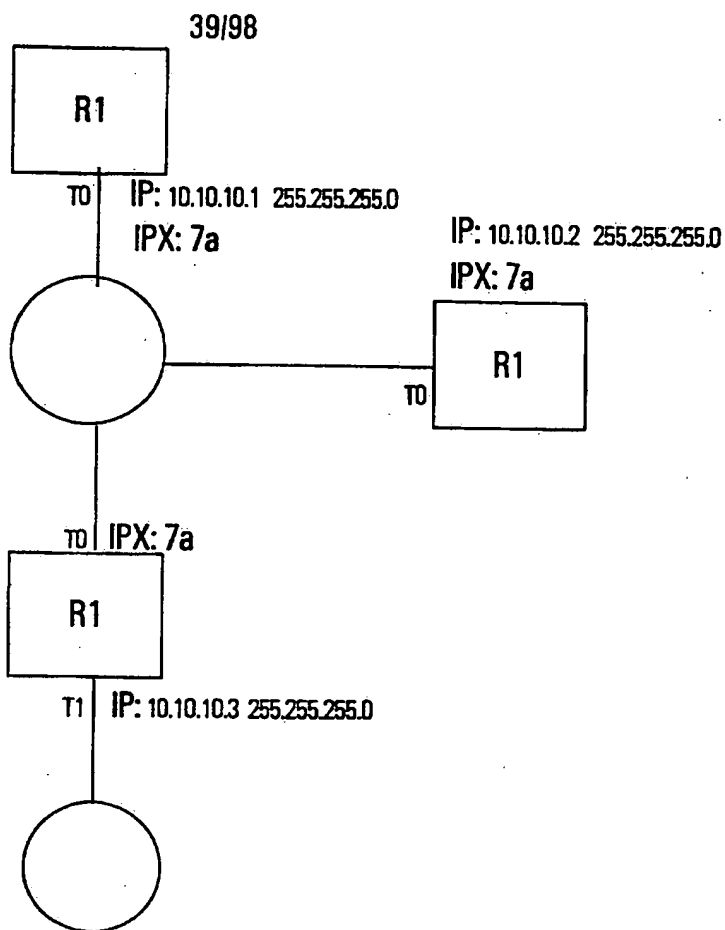 39/98
R1
T0 IP: 10.10.10.1 255.255.255.0
IPX: 7a
IP: 10.10.10.2 255.255.255.0
IPX: 7a
R1
T0
T0 IPX: 7a
R1
T1 IP: 10.10.10.3 255.255.255.0